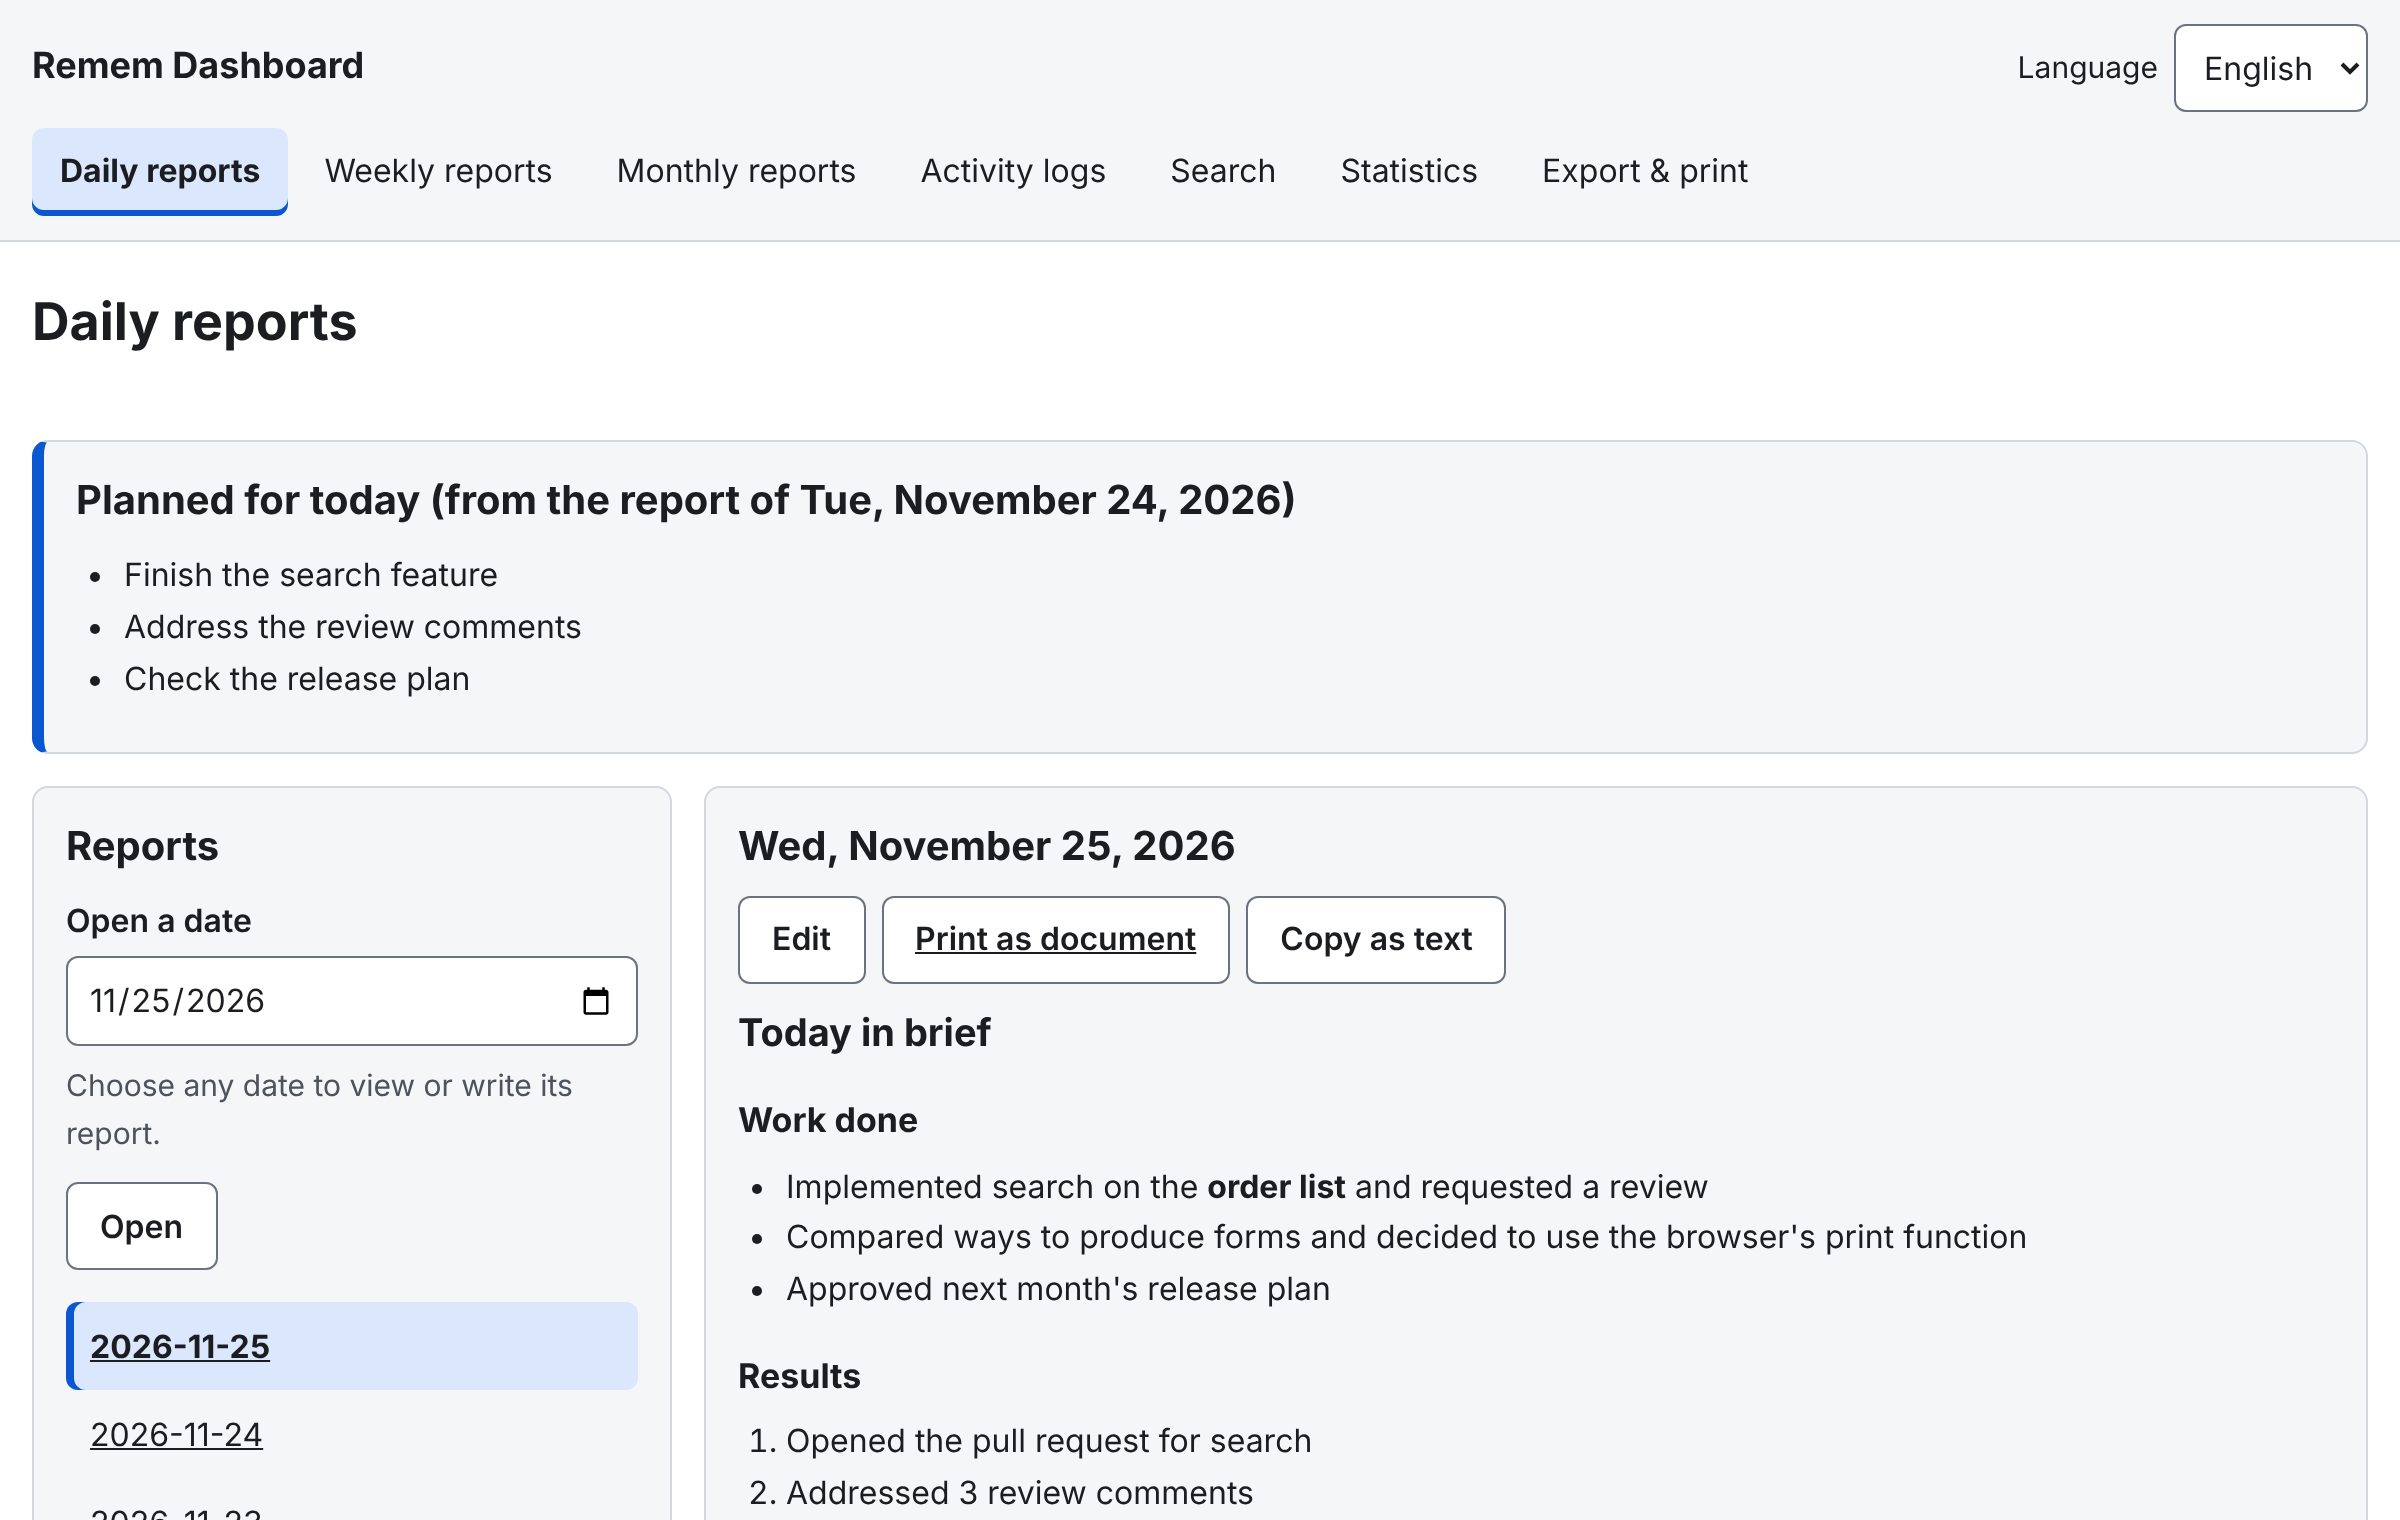 Remem Dashboard
Language
English
Daily reports
Weekly reports
Monthly reports
Activity logs
Search
Statistics
Export & print
Daily reports
Planned for today (from the report of Tue, November 24, 2026)
Finish the search feature
Address the review comments
Check the release plan
Reports
Open a date
11/25/2026
Choose any date to view or write its
report.
Open
2026-11-25
2026-11-24
Wed, November 25, 2026
Edit
Print as document
Copy as text
Today in brief
Work done
Implemented search on the order list and requested a review
Compared ways to produce forms and decided to use the browser's print function
Approved next month's release plan
Results
1. Opened the pull request for search
2. Addressed 3 review comments